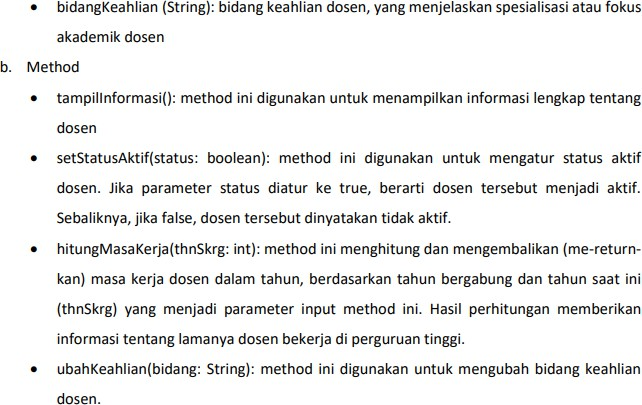 • bidangKeahlian (String): bidang keahlian dosen, yang menjelaskan spesialisasi atau fokus
akademik dosen
b. Method
• tampilInformasi(): method ini digunakan untuk menampilkan informasi lengkap tentang
dosen
• setStatusAktif(status: boolean): method ini digunakan untuk mengatur status aktif
dosen. Jika parameter status diatur ke true, berarti dosen tersebut menjadi aktif.
Sebaliknya, jika false, dosen tersebut dinyatakan tidak aktif.
• hitungMasaKerja(thnSkrg: int): method ini menghitung dan mengembalikan (me-return-
kan) masa kerja dosen dalam tahun, berdasarkan tahun bergabung dan tahun saat ini
(thnSkrg) yang menjadi parameter input method ini. Hasil perhitungan memberikan
informasi tentang lamanya dosen bekerja di perguruan tinggi.
• ubahKeahlian(bidang: String): method ini digunakan untuk mengubah bidang keahlian
dosen.